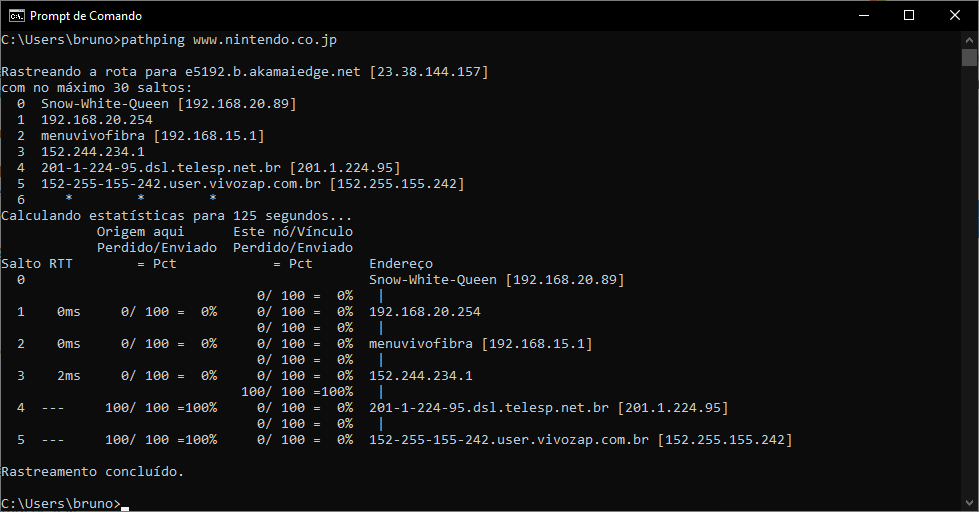 Prompt de Comando
C:\Users\bruno>pathping www.nintendo.co.jp
Rastreando a rota para e5192.b.akamaiedge.net [23.38.144.157]
com no máximo 30 saltos:
  0  Snow-White-Queen [192.168.20.89]
  1  192.168.20.254
  2  menuvivofibra [192.168.15.1]
  3  152.244.234.1
  4  201-1-224-95.dsl.telesp.net.br [201.1.224.95]
  5  152-255-155-242.user.vivozap.com.br [152.255.155.242]
  6     *        *        *
Calculando estatísticas para 125 segundos...
            Origem aqui      Este nó/Vínculo
            Perdido/Enviado  Perdido/Enviado
Salto RTT        = Pct            = Pct       Endereço
  0                                           Snow-White-Queen [192.168.20.89]
                                0/ 100 =  0%   |
  1    0ms     0/ 100 =  0%     0/ 100 =  0%  192.168.20.254
                                0/ 100 =  0%   |
  2    0ms     0/ 100 =  0%     0/ 100 =  0%  menuvivofibra [192.168.15.1]
                                0/ 100 =  0%   |
  3    2ms     0/ 100 =  0%     0/ 100 =  0%  152.244.234.1
                              100/ 100 =100%   |
  4  ---     100/ 100 =100%     0/ 100 =  0%  201-1-224-95.dsl.telesp.net.br [201.1.224.95]
                                0/ 100 =  0%   |
  5  ---     100/ 100 =100%     0/ 100 =  0%  152-255-155-242.user.vivozap.com.br [152.255.155.242]
Rastreamento concluído.
C:\Users\bruno>